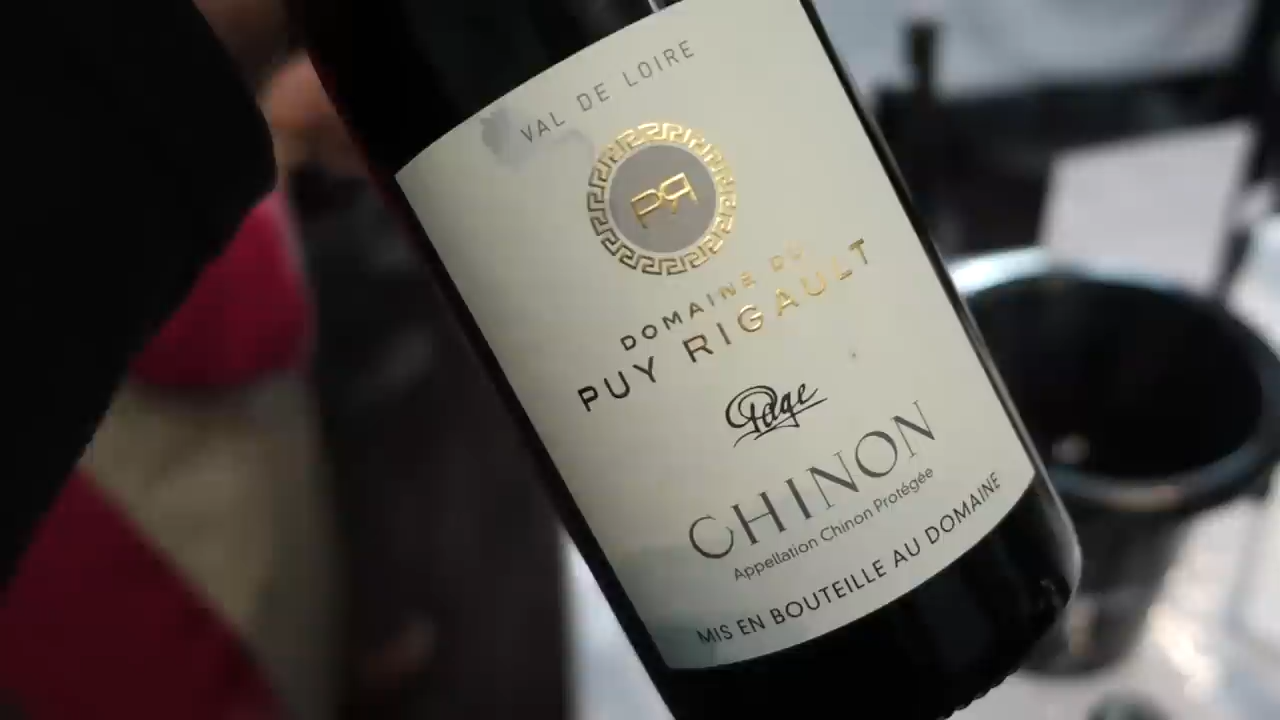 VAL DE LOIRE
PR
DOMAINE DU
PUY RIGAULT
Page
CHINON
Appellation Chinon Protégée
MIS EN BOUTEILLE AU DOMAINE